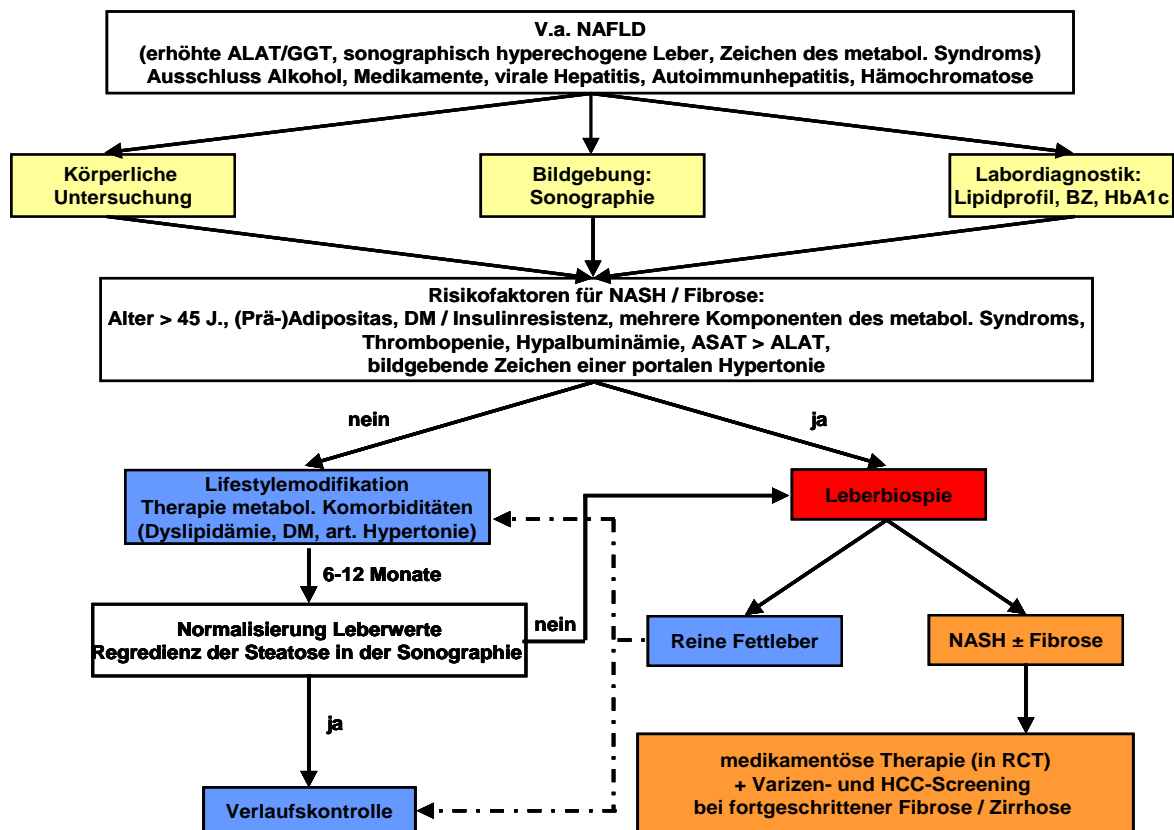 V.a. NAFLD
(erhöhte ALAT/GGT, sonographisch hyperechogene Leber, Zeichen des metabol. Syndroms)
Ausschluss Alkohol, Medikamente, virale Hepatitis, Autoimmunhepatitis, Hämochromatose
Körperliche
Untersuchung
Bildgebung:
Sonographie
Labordiagnostik:
Lipidprofil, BZ, HbA1c
Risikofaktoren für NASH / Fibrose:
Alter > 45 J., (Prä-)Adipositas, DM / Insulinresistenz, mehrere Komponenten des metabol. Syndroms,
Thrombopenie, Hypalbuminämie, ASAT > ALAT,
bildgebende Zeichen einer portalen Hypertonie
nein
ja
Lifestylemodifikation
Therapie metabol. Komorbiditäten
(Dyslipidämie, DM, art. Hypertonie)
Leberbiospie
6-12 Monate
Normalisierung Leberwerte
Regredienz der Steatose in der Sonographie
nein
Reine Fettleber
NASH ± Fibrose
ja
medikamentöse Therapie (in RCT)
+ Varizen- und HCC-Screening
bei fortgeschrittener Fibrose / Zirrhose
Verlaufskontrolle